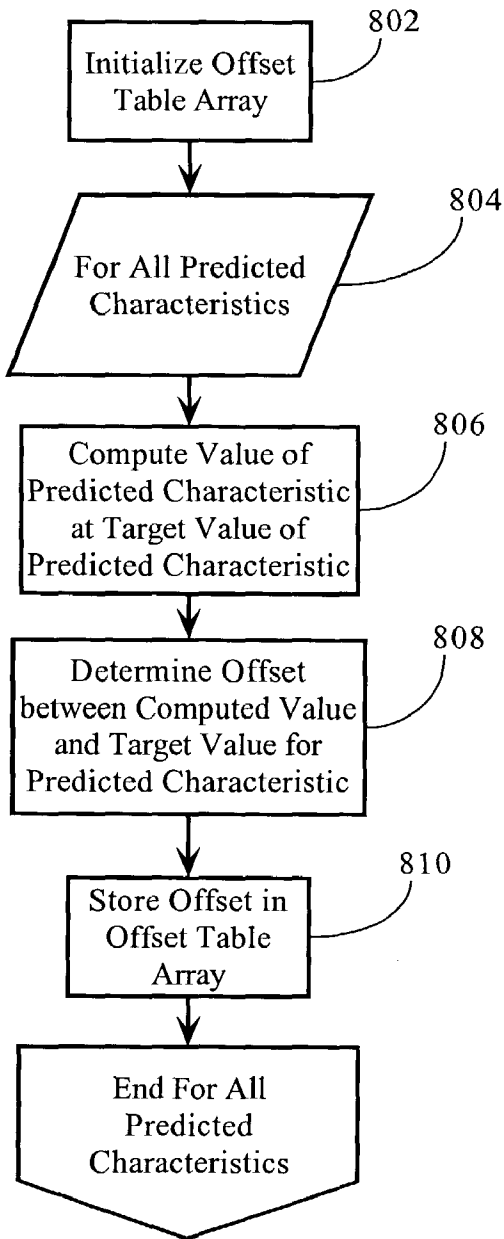 802
Initialize Offset
Table Array
804
For All Predicted
Characteristics
806
Compute Value of
Predicted Characteristic
at Target Value of
Predicted Characteristic
808
Determine Offset
between Computed Value
and Target Value for
Predicted Characteristic
810
Store Offset in
Offset Table
Array
End For All
Predicted
Characteristics